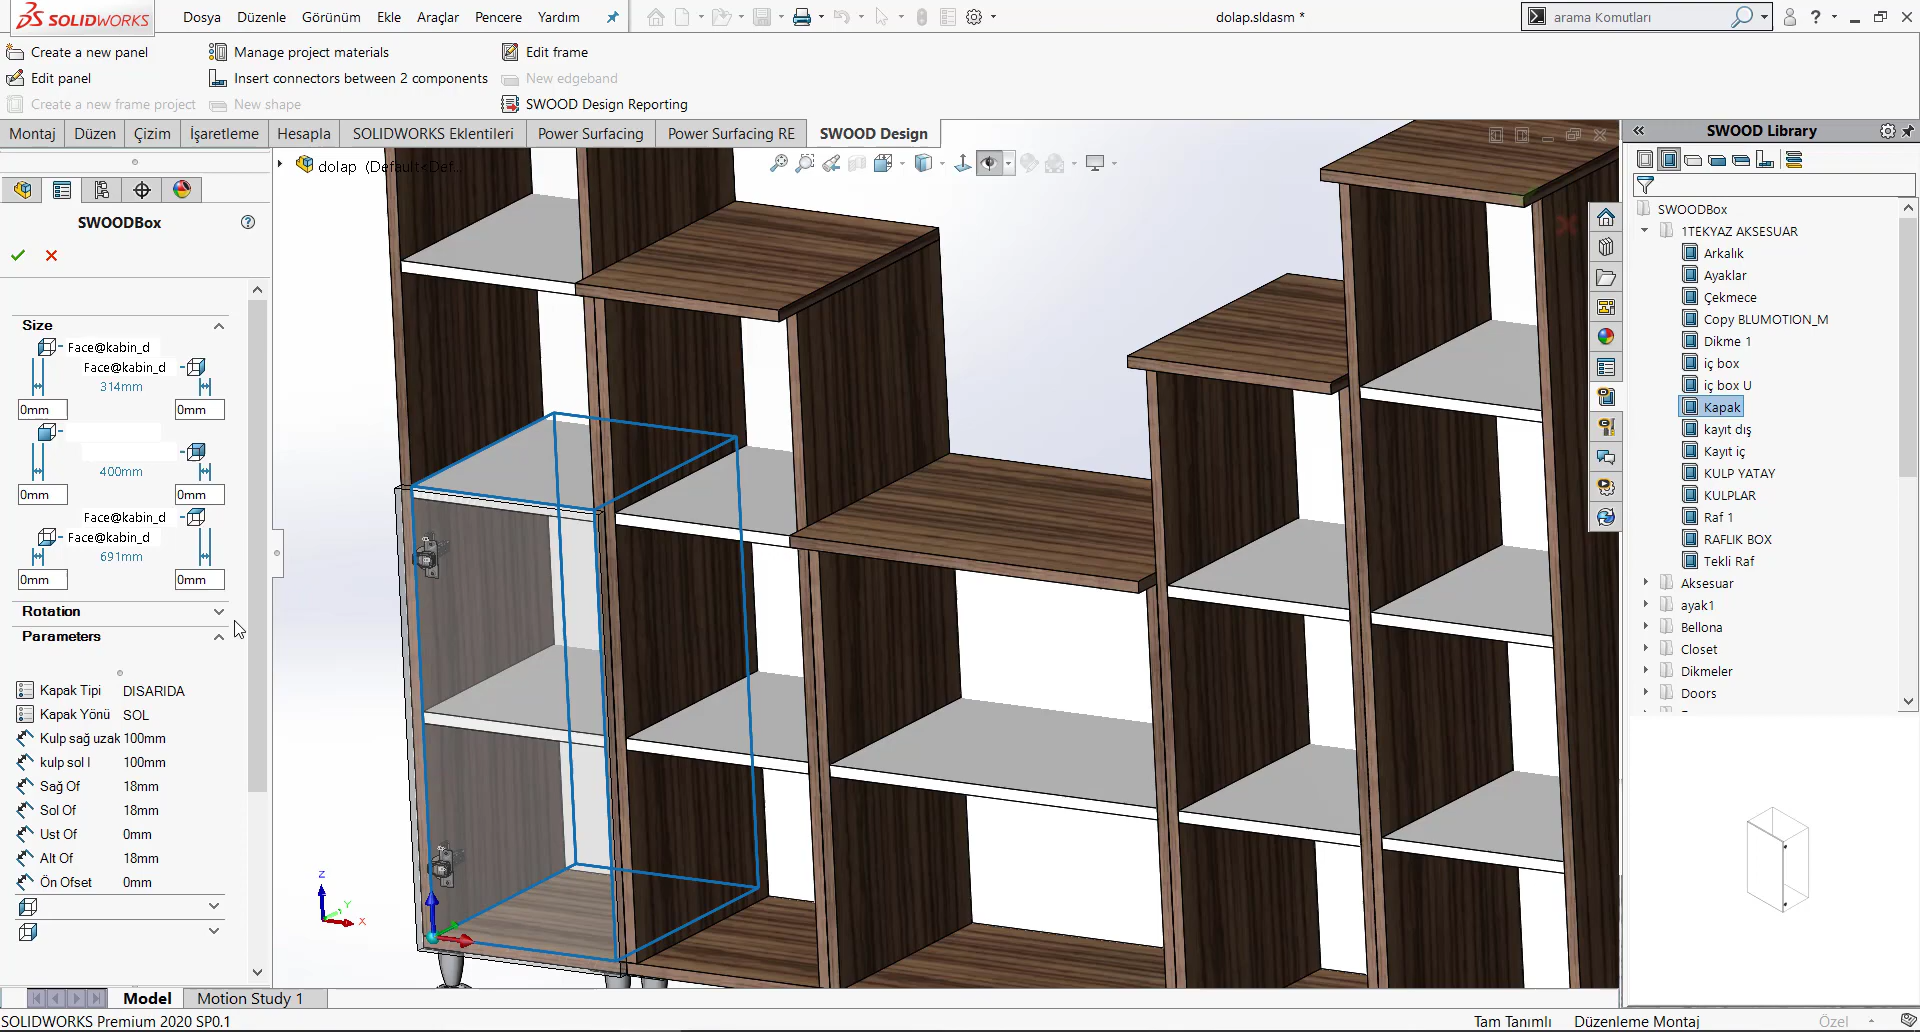 SOLIDWORKS Dosya Düzenle Görünüm Ekle Araçlar Pencere Yardım dolap.sldasm * arama Komutları ?
Create a new panel Manage project materials Edit frame
Edit panel Insert connectors between 2 components New edgeband
Create a new frame project New shape SWOOD Design Reporting
Montaj Düzen Çizim İşaretleme Hesapla SOLIDWORKS Eklentileri Power Surfacing Power Surfacing RE SWOOD Design
dolap (Default<Def...
SWOODBox
Size
Face@kabin_d
Face@kabin_d
314mm
0mm 0mm
400mm
0mm 0mm
Face@kabin_d
Face@kabin_d
691mm
0mm 0mm
Rotation
Parameters
Kapak Tipi DISARIDA
Kapak Yönü SOL
Kulp sağ uzak 100mm
kulp sol l 100mm
Sağ Of 18mm
Sol Of 18mm
Ust Of 0mm
Alt Of 18mm
Ön Ofset 0mm
Z
Y
X
SWOOD Library
SWOODBox
1TEKYAZ AKSESUAR
Arkalık
Ayaklar
Çekmece
Copy BLUMOTION_M
Dikme 1
iç box
iç box U
Kapak
kayıt dış
Kayıt iç
KULP YATAY
KULPLAR
Raf 1
RAFLIK BOX
Tekli Raf
Aksesuar
ayak1
Bellona
Closet
Dikmeler
Doors
Model Motion Study 1
SOLIDWORKS Premium 2020 SP0.1 Tam Tanımlı Düzenleme Montaj Özel